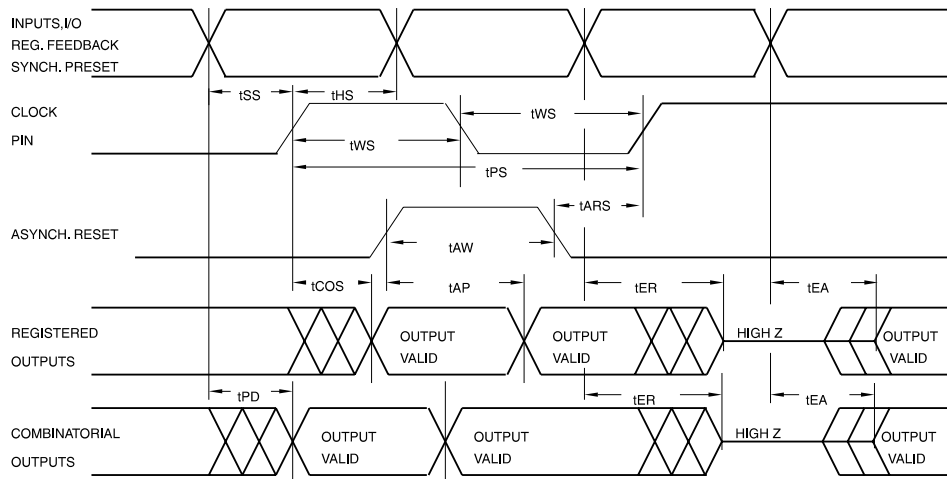 INPUTS,I/O
REG. FEEDBACK
SYNCH. PRESET
tSS
tHS
CLOCK
PIN
tWS
tWS
tPS
tARS
ASYNCH. RESET
tAW
tCOS
tAP
tER
tEA
REGISTERED
OUTPUTS
OUTPUT
VALID
OUTPUT
VALID
HIGH Z
OUTPUT
VALID
tPD
tER
tEA
COMBINATORIAL
OUTPUTS
OUTPUT
VALID
OUTPUT
VALID
HIGH Z
OUTPUT
VALID